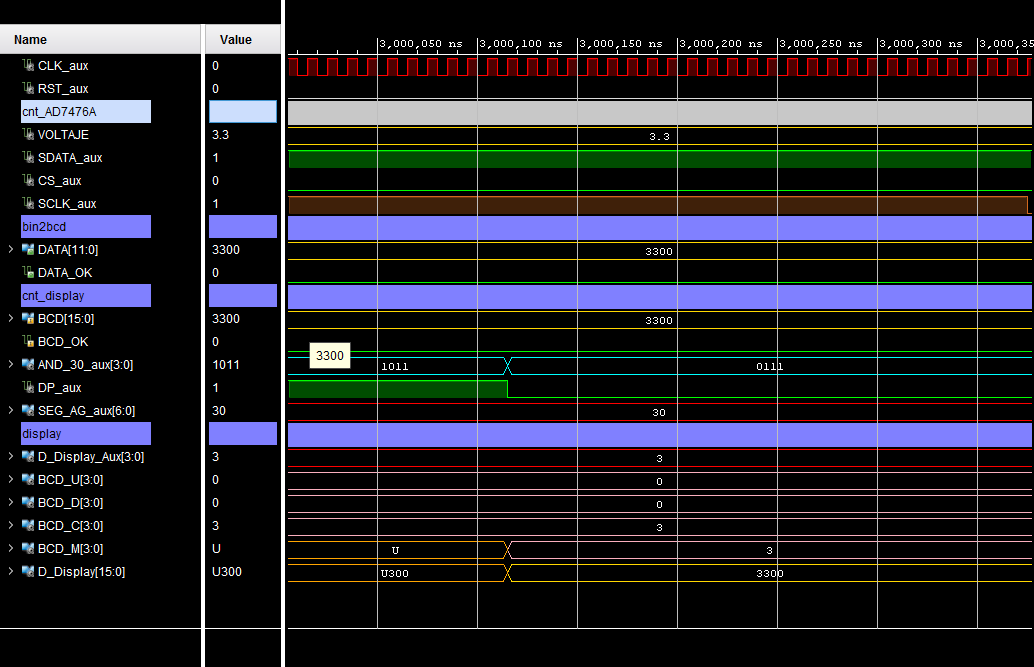 Name Value
3,000,050 ns 3,000,100 ns 3,000,150 ns 3,000,200 ns 3,000,250 ns 3,000,300 ns 3,000,35
CLK_aux 0
RST_aux 0
cnt_AD7476A
VOLTAJE 3.3 3.3
SDATA_aux 1
CS_aux 0
SCLK_aux 1
bin2bcd
DATA[11:0] 3300 3300
DATA_OK 0
cnt_display
BCD[15:0] 3300 3300
BCD_OK 0
3300
AND_30_aux[3:0] 1011 1011 0111
DP_aux 1
SEG_AG_aux[6:0] 30 30
display
D_Display_Aux[3:0] 3 3
BCD_U[3:0] 0 0
BCD_D[3:0] 0 0
BCD_C[3:0] 3 3
BCD_M[3:0] U U 3
D_Display[15:0] U300 U300 3300